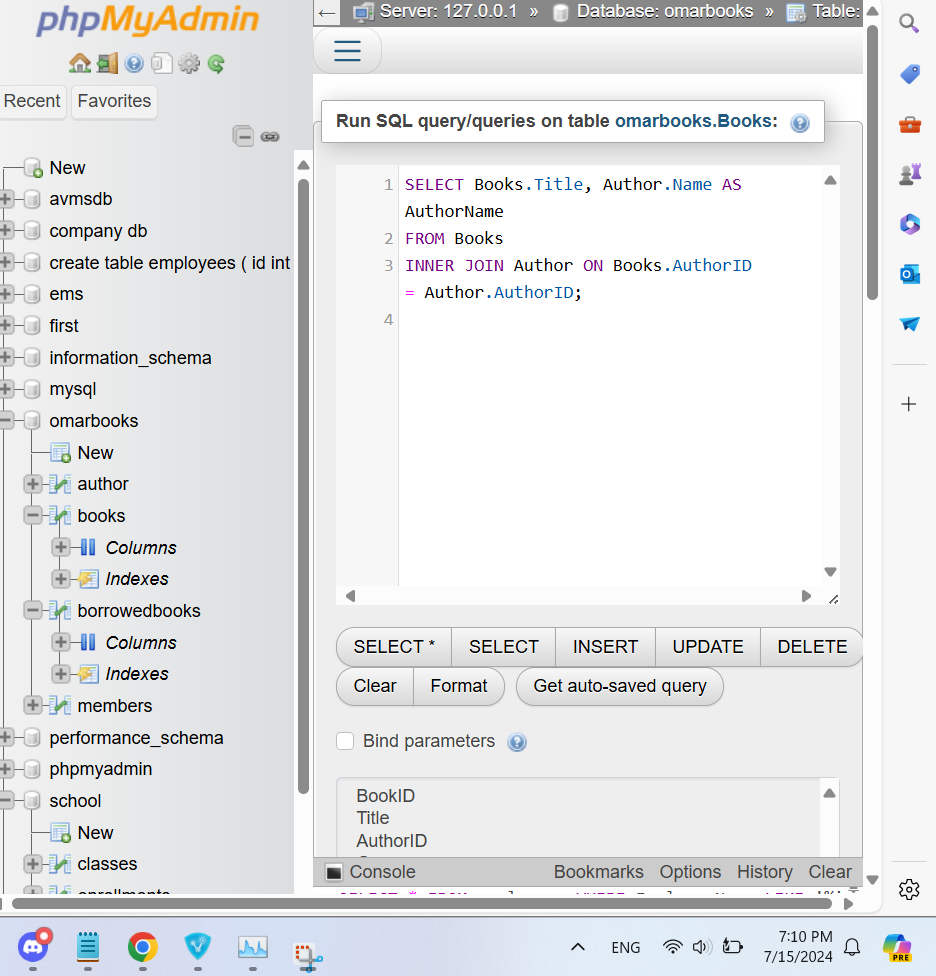 phpMyAdmin
Recent
Favorites
New
avmsdb
company db
create table employees ( id int
ems
first
information_schema
mysql
omarbooks
New
author
books
Columns
Indexes
borrowedbooks
Columns
Indexes
members
performance_schema
phpmyadmin
school
New
classes
enrollments
Server: 127.0.0.1 » Database: omarbooks » Table:
Run SQL query/queries on table omarbooks.Books:
1 SELECT Books.Title, Author.Name AS
AuthorName
2 FROM Books
3 INNER JOIN Author ON Books.AuthorID
= Author.AuthorID;
4
SELECT * SELECT INSERT UPDATE DELETE
Clear Format Get auto-saved query
Bind parameters
BookID
Title
AuthorID
Console Bookmarks Options History Clear
ENG
7:10 PM
7/15/2024
PRE